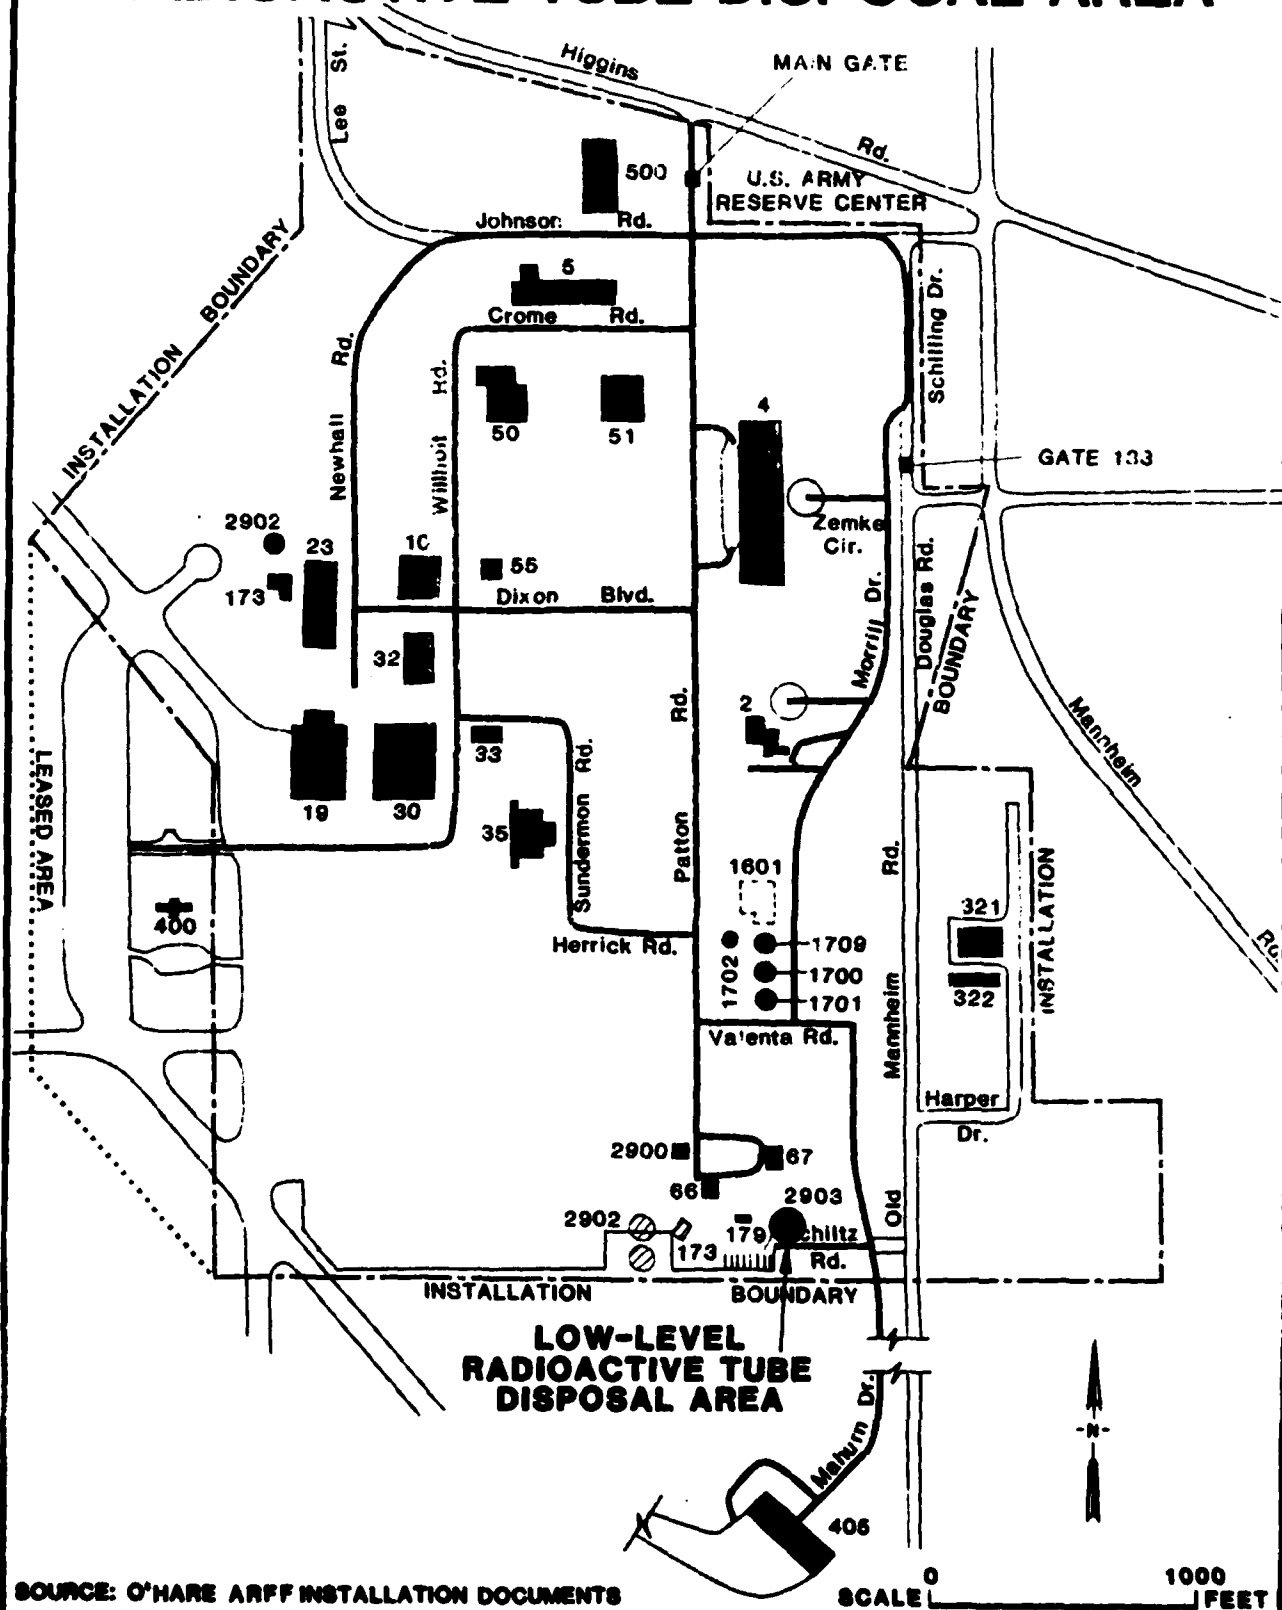 Higgins
Rd.
MAIN GATE
Lee St.
500
U.S. ARMY
RESERVE CENTER
Johnson Rd.
INSTALLATION BOUNDARY
5
Crome Rd.
Schilling Dr.
Newhall Rd.
Willhoit Rd.
50
51
4
GATE 133
2902
23
10
55
Zemke
Cir.
173
Dixon Blvd.
Morrill Dr.
Douglas Rd.
BOUNDARY
32
2
Mannheim
Rd.
LEASED AREA
33
19
30
35
Sundermon Rd.
Patton Rd.
1601
400
Herrick Rd.
1702
1709
1700
1701
321
322
INSTALLATION
Valenta Rd.
Old Mannheim Rd.
Harper
Dr.
2900
67
66
2903
2902
179
chiltz
173
Rd.
INSTALLATION BOUNDARY
LOW-LEVEL
RADIOACTIVE TUBE
DISPOSAL AREA
Mahurn Dr.
-N-
405
SOURCE: O'HARE ARFF INSTALLATION DOCUMENTS
0 1000
SCALE FEET